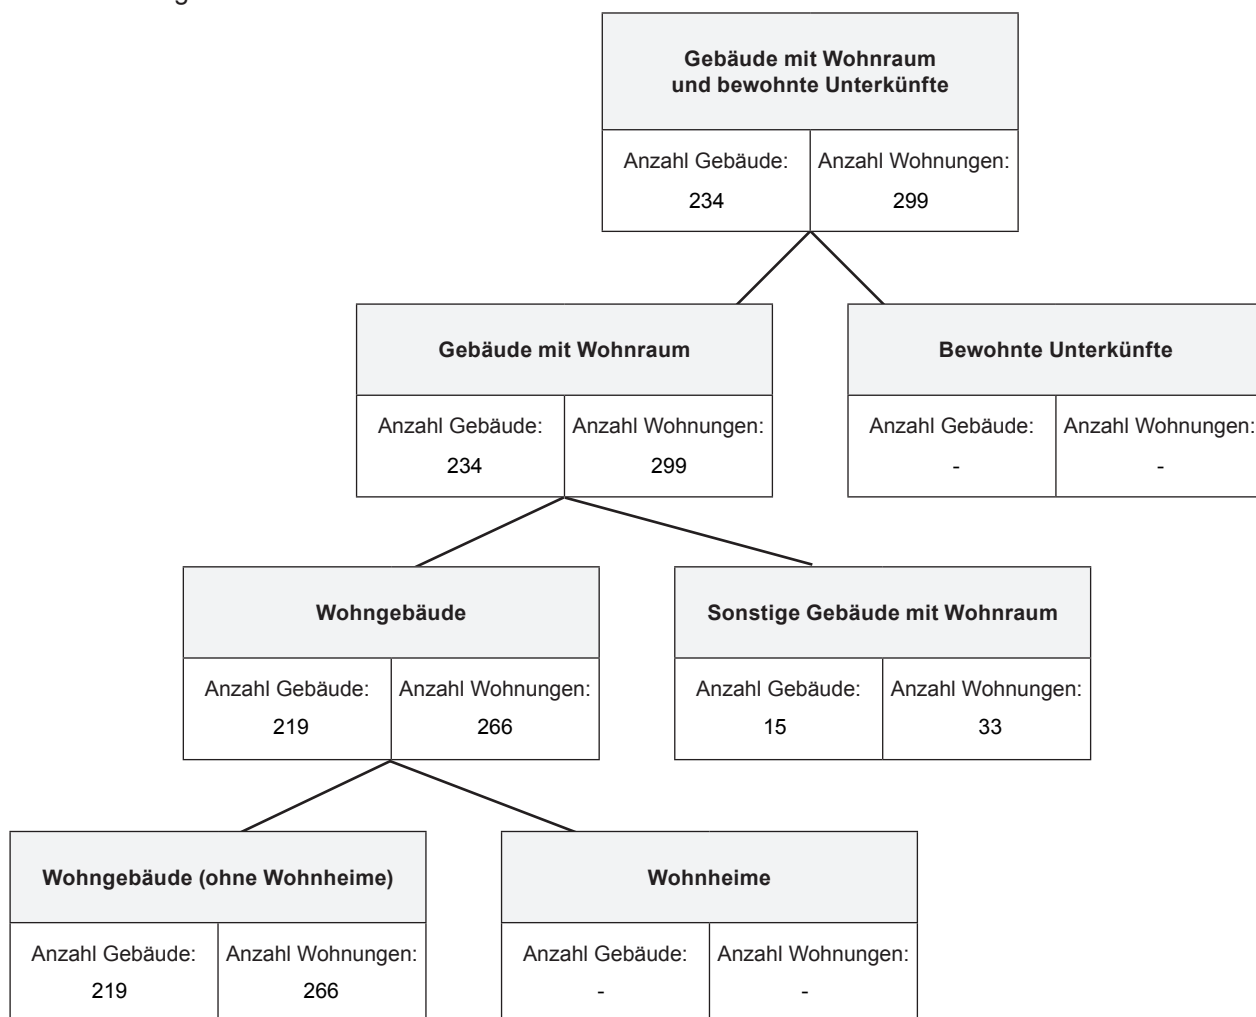 Gebäude mit Wohnraum
und bewohnte Unterkünfte
Anzahl Gebäude: Anzahl Wohnungen:
234 299
Gebäude mit Wohnraum Bewohnte Unterkünfte
Anzahl Gebäude: Anzahl Wohnungen: Anzahl Gebäude: Anzahl Wohnungen:
234 299 - -
Wohngebäude Sonstige Gebäude mit Wohnraum
Anzahl Gebäude: Anzahl Wohnungen: Anzahl Gebäude: Anzahl Wohnungen:
219 266 15 33
Wohngebäude (ohne Wohnheime) Wohnheime
Anzahl Gebäude: Anzahl Wohnungen: Anzahl Gebäude: Anzahl Wohnungen:
219 266 - -